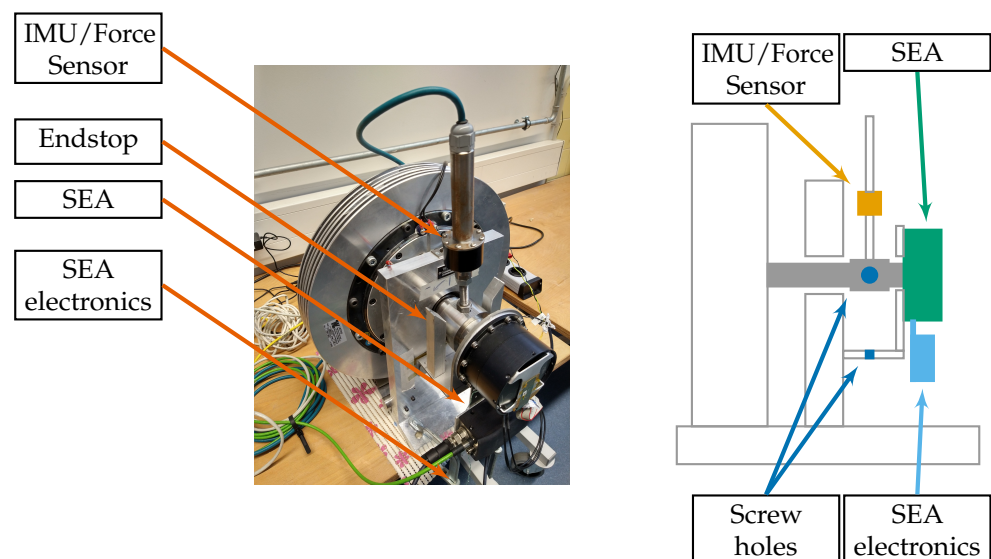 IMU/Force
Sensor
Endstop
SEA
SEA
electronics
IMU/Force
Sensor
SEA
Screw
holes
SEA
electronics